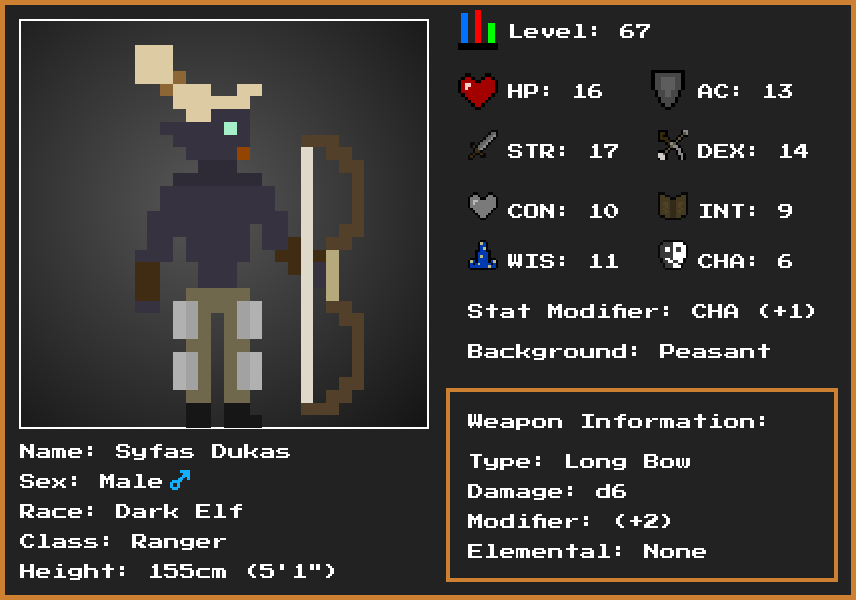 Level: 67
HP: 16 AC: 13
STR: 17 DEX: 14
CON: 10 INT: 9
WIS: 11 CHA: 6
Stat Modifier: CHA (+1)
Background: Peasant
Weapon Information:
Type: Long Bow
Damage: d6
Modifier: (+2)
Elemental: None
Name: Syfas Dukas
Sex: Male ♂
Race: Dark Elf
Class: Ranger
Height: 155cm (5'1")